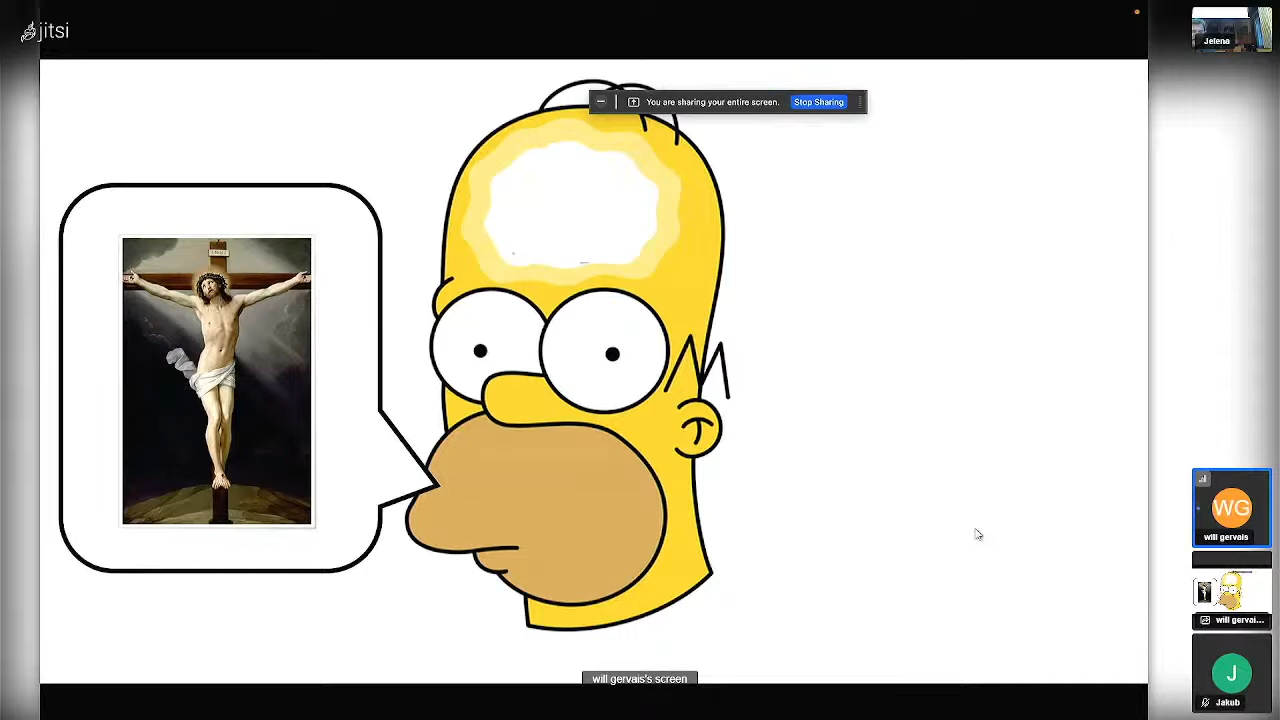 jitsi
Jelena
You are sharing your entire screen.
Stop Sharing
WG
will gervais
will gervai...
J
Jakub
will gervais's screen